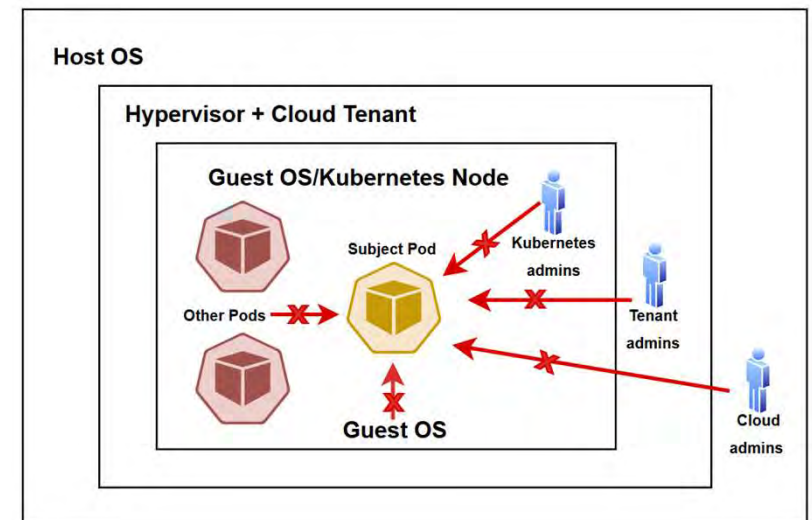 Host OS
Hypervisor + Cloud Tenant
Guest OS/Kubernetes Node
Subject Pod
Kubernetes
admins
Other Pods
Tenant
admins
Guest OS
Cloud
admins